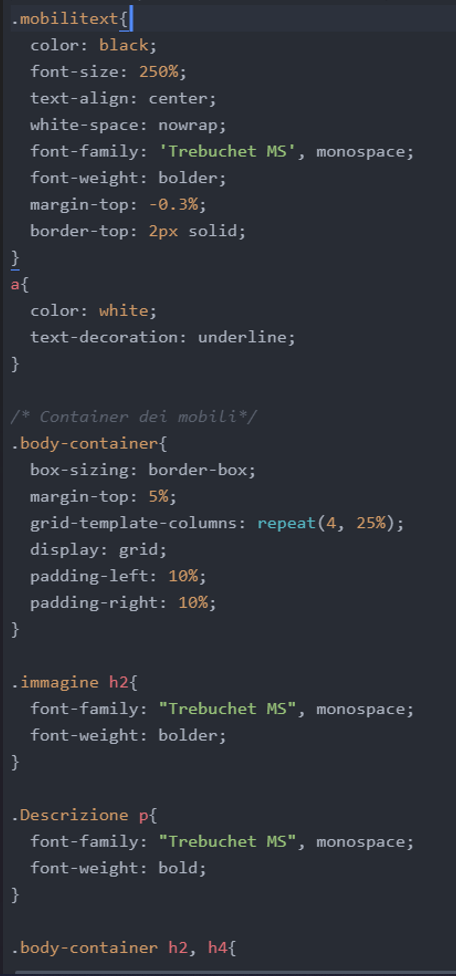 .mobilitext{
  color: black;
  font-size: 250%;
  text-align: center;
  white-space: nowrap;
  font-family: 'Trebuchet MS', monospace;
  font-weight: bolder;
  margin-top: -0.3%;
  border-top: 2px solid;
}
a{
  color: white;
  text-decoration: underline;
}

/* Container dei mobili*/
.body-container{
  box-sizing: border-box;
  margin-top: 5%;
  grid-template-columns: repeat(4, 25%);
  display: grid;
  padding-left: 10%;
  padding-right: 10%;
}

.immagine h2{
  font-family: "Trebuchet MS", monospace;
  font-weight: bolder;
}

.Descrizione p{
  font-family: "Trebuchet MS", monospace;
  font-weight: bold;
}

.body-container h2, h4{